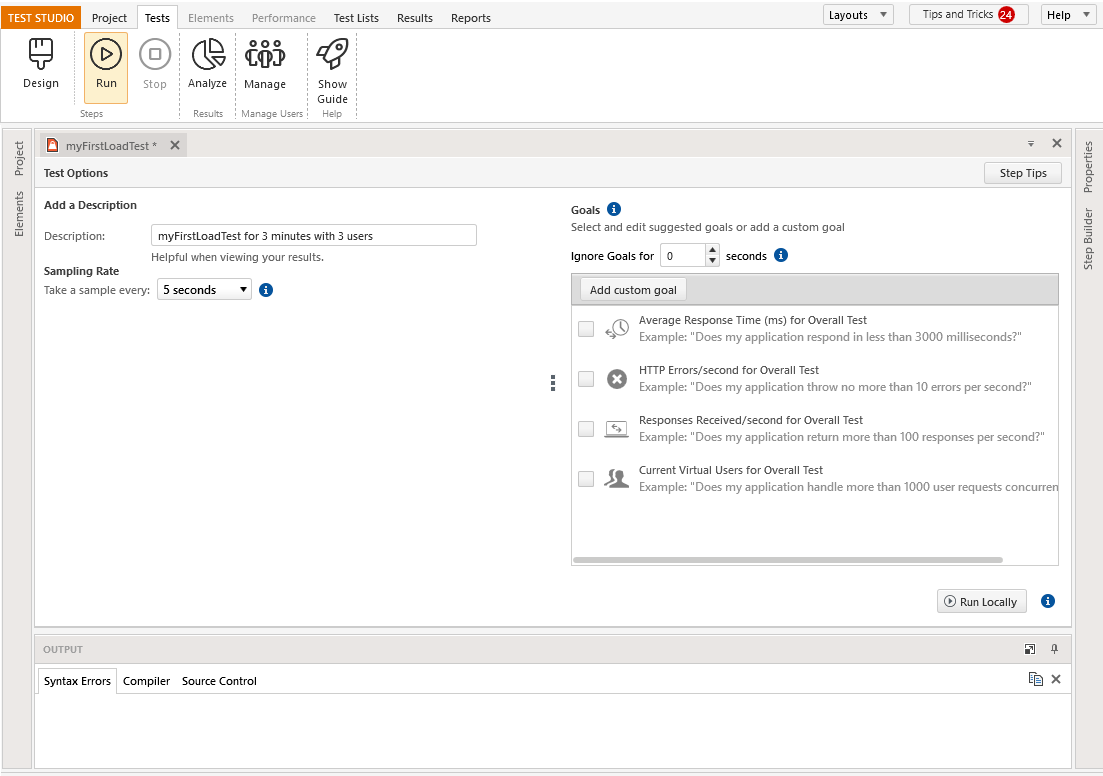 TEST STUDIO Project Tests Elements Performance Test Lists Results Reports Layouts Tips and Tricks 24 Help
Design Run Stop Analyze Manage Show
Guide
Steps Results Manage Users Help
Project
Elements
myFirstLoadTest *
Test Options Step Tips
Add a Description
Description: myFirstLoadTest for 3 minutes with 3 users
Helpful when viewing your results.
Sampling Rate
Take a sample every: 5 seconds
Goals
Select and edit suggested goals or add a custom goal
Ignore Goals for 0 seconds
Add custom goal
Average Response Time (ms) for Overall Test
Example: "Does my application respond in less than 3000 milliseconds?"
HTTP Errors/second for Overall Test
Example: "Does my application throw no more than 10 errors per second?"
Responses Received/second for Overall Test
Example: "Does my application return more than 100 responses per second?"
Current Virtual Users for Overall Test
Example: "Does my application handle more than 1000 user requests concurren
Run Locally
Properties
Step Builder
OUTPUT
Syntax Errors Compiler Source Control